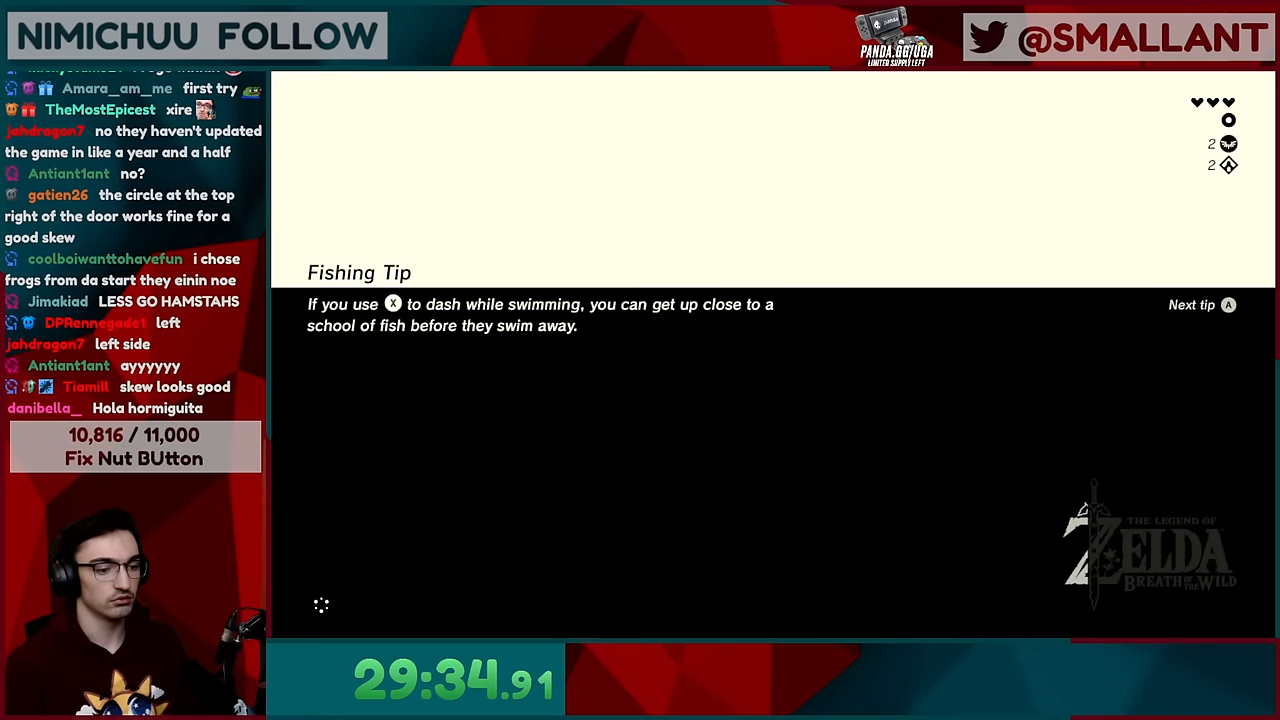 NIMICHUU FOLLOW
PANDA.GG/UGA
LIMITED SUPPLY LEFT
@SMALLANT
Amara_am_me first try
TheMostEpicest xire
jahdragon7 no they haven't updated
the game in like a year and a half
Antiant1ant no?
gatien26 the circle at the top
right of the door works fine for a
good skew
coolboiwanttohavefun i chose
frogs from da start they einin noe
Jimakiad LESS GO HAMSTAHS
DPRennegade1 left
jahdragon7 left side
Antiant1ant ayyyyyy
Tiamill skew looks good
danibella_ Hola hormiguita
10,816 / 11,000
Fix Nut BUtton
2
2
Fishing Tip
If you use X to dash while swimming, you can get up close to a
school of fish before they swim away.
Next tip A
THE LEGEND OF
ZELDA
BREATH OF THE WILD
29:34.91